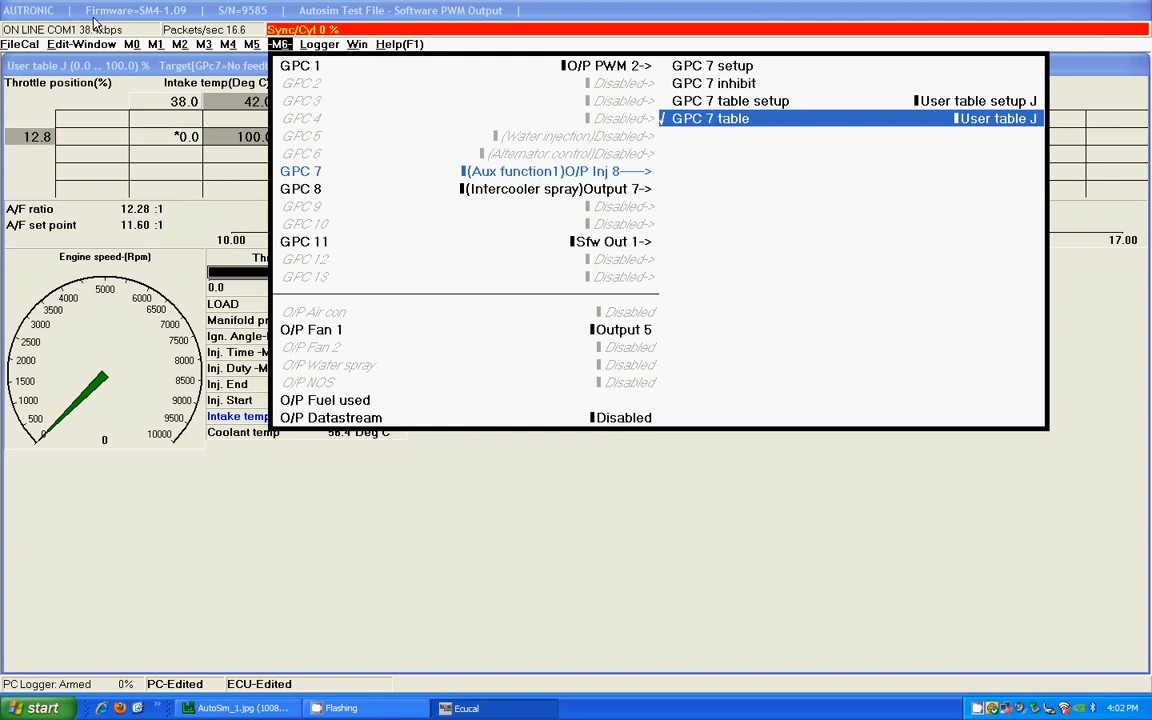 AUTRONIC | Firmware=SM4-1.09 | S/N=9585 | Autosim Test File - Software PWM Output |
ON LINE COM1 38.4kbps Packets/sec 16.6 Sync/Cyl 0 %
FileCal Edit-Window M0 M1 M2 M3 M4 M5 -M6- Logger Win Help(F1)
User table J (0.0 .. 100.0) % Target[GPc7=No feedb
Throttle position(%) Intake temp(Deg C)
38.0 42.0
12.8 *0.0 100.0
A/F ratio 12.28 :1
A/F set point 11.60 :1
10.00 17.00
Engine speed-(Rpm)
0 500 1000 1500 2000 2500 3000 3500 4000 4500 5000 5500 6000 6500 7000 7500 8000 8500 9000 9500 10000
0
Th
0.0
LOAD
Manifold pr
Ign. Angle-
Inj. Time -M
Inj. Duty -M
Inj. End
Inj. Start
Intake temp
Coolant temp 56.4 Deg C
GPC 1 O/P PWM 2->
GPC 2 Disabled->
GPC 3 Disabled->
GPC 4 Disabled->
GPC 5 (Water injection)Disabled->
GPC 6 (Alternator control)Disabled->
GPC 7 (Aux function1)O/P Inj 8--->
GPC 8 (Intercooler spray)Output 7->
GPC 9 Disabled->
GPC 10 Disabled->
GPC 11 Sfw Out 1->
GPC 12 Disabled->
GPC 13 Disabled->
O/P Air con Disabled
O/P Fan 1 Output 5
O/P Fan 2 Disabled
O/P Water spray Disabled
O/P NOS Disabled
O/P Fuel used
O/P Datastream Disabled
GPC 7 setup
GPC 7 inhibit
GPC 7 table setup User table setup J
√ GPC 7 table User table J
PC Logger: Armed 0% PC-Edited ECU-Edited
start » AutoSim_1.jpg (1008... Flashing Ecucal 4:02 PM